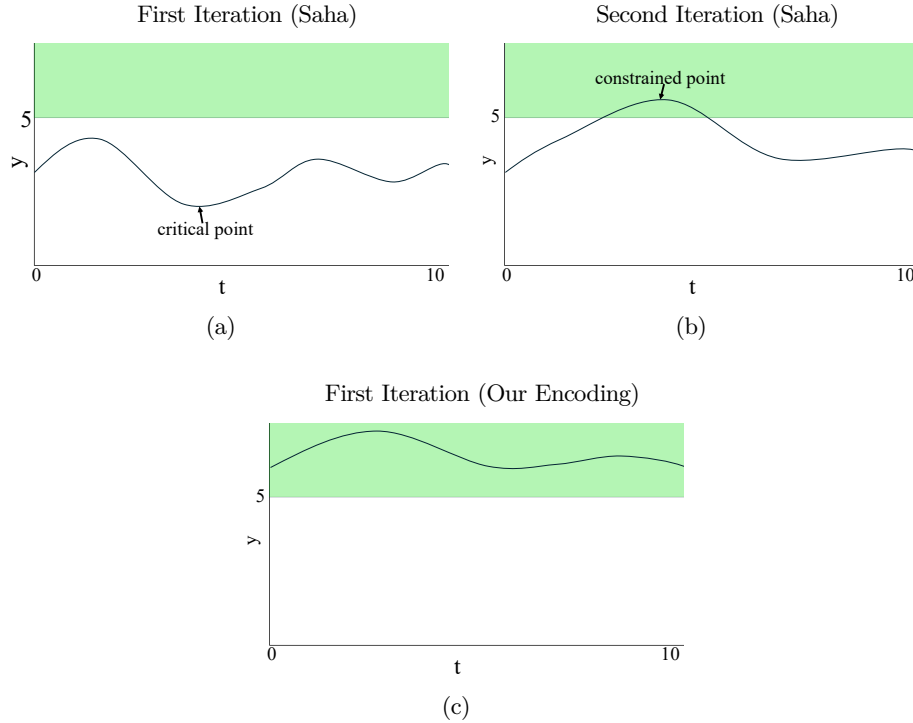 First Iteration (Saha)
5
y
critical point
0
10
t
(a)
Second Iteration (Saha)
constrained point
5
y
0
10
t
(b)
First Iteration (Our Encoding)
5
y
0
10
t
(c)